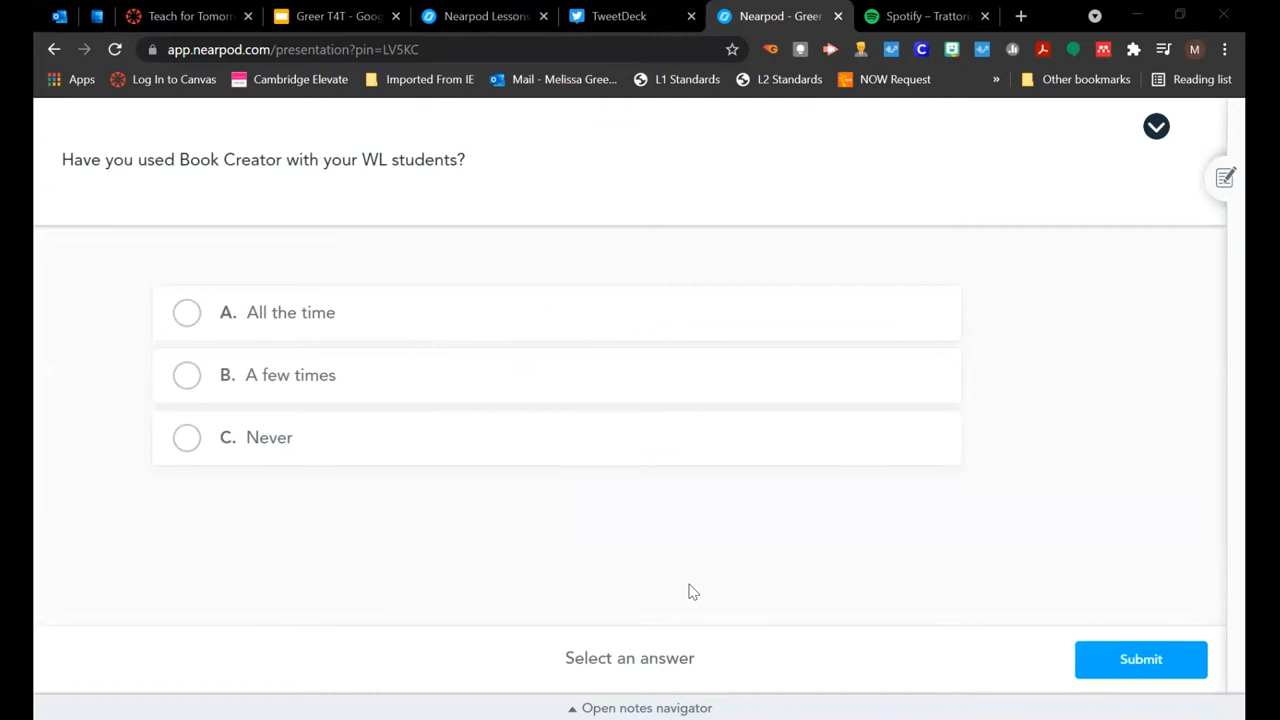 Teach for Tomorr
Greer T4T - Goog
Nearpod Lessons
TweetDeck
Nearpod - Greer
Spotify – Trattori
app.nearpod.com/presentation?pin=LV5KC
M
Apps
Log In to Canvas
Cambridge Elevate
Imported From IE
Mail - Melissa Gree...
L1 Standards
L2 Standards
NOW Request
»
Other bookmarks
Reading list
Have you used Book Creator with your WL students?
A. All the time
B. A few times
C. Never
Select an answer
Submit
Open notes navigator